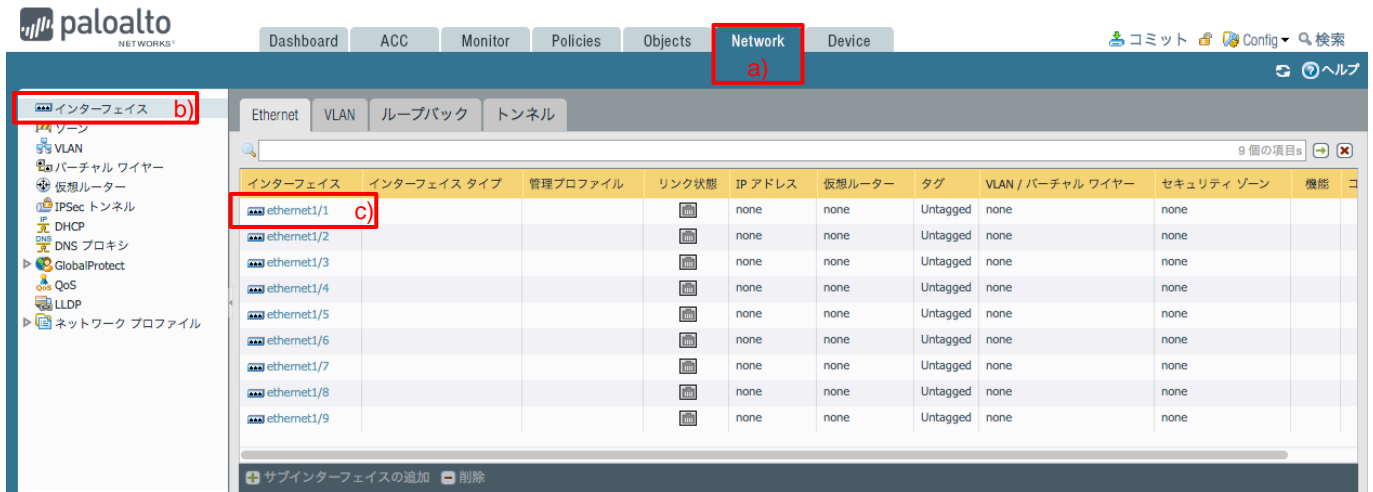 paloalto
NETWORKS®
Dashboard ACC Monitor Policies Objects Network Device
コミット Config 検索
a)
ヘルプ
インターフェイス b)
ゾーン
VLAN
バーチャル ワイヤー
仮想ルーター
IPSec トンネル
DHCP
DNS プロキシ
GlobalProtect
QoS
LLDP
ネットワーク プロファイル
Ethernet VLAN ループバック トンネル
9 個の項目s
インターフェイス インターフェイス タイプ 管理プロファイル リンク状態 IP アドレス 仮想ルーター タグ VLAN / バーチャル ワイヤー セキュリティ ゾーン 機能 コ
ethernet1/1 c) none none Untagged none none
ethernet1/2 none none Untagged none none
ethernet1/3 none none Untagged none none
ethernet1/4 none none Untagged none none
ethernet1/5 none none Untagged none none
ethernet1/6 none none Untagged none none
ethernet1/7 none none Untagged none none
ethernet1/8 none none Untagged none none
ethernet1/9 none none Untagged none none
サブインターフェイスの追加 削除